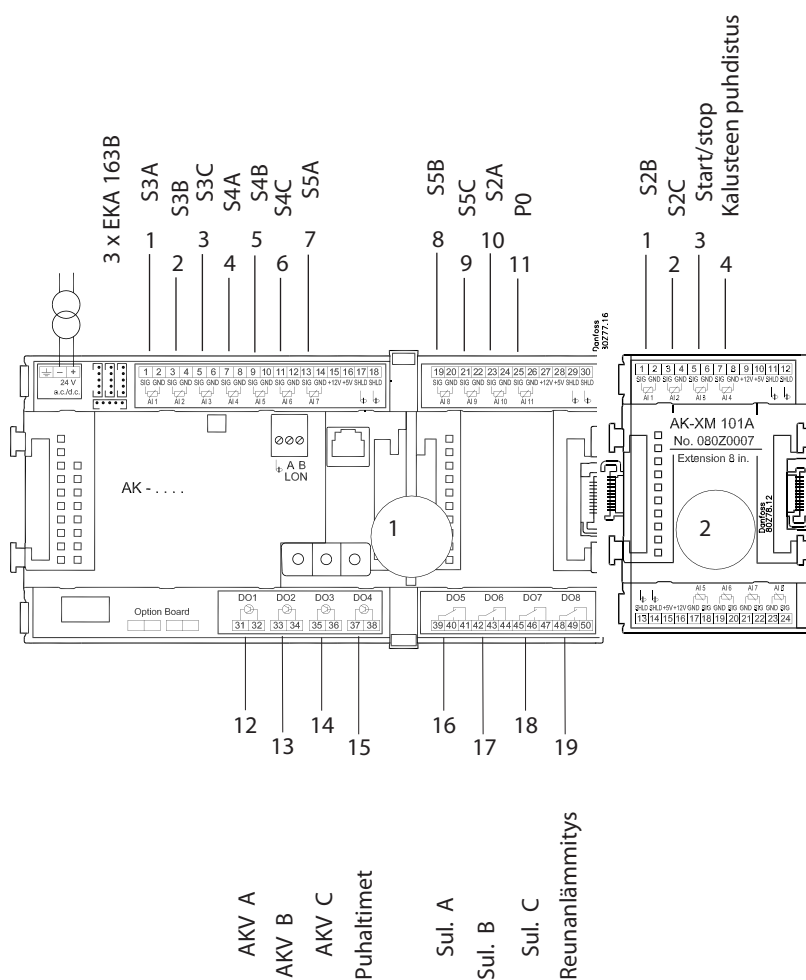 3 x EKA 163B
S3A
S3B
S3C
S4A
S4B
S4C
S5A
S5B
S5C
S2A
P0
S2B
S2C
Start/stop
Kalusteen puhdistus
1
2
3
4
5
6
7
8
9
10
11
1
2
3
4
Danfoss
80Z77.16
– +
24 V
a.c./d.c.
1 2 3 4 5 6 7 8 9 10 11 12 13 14 15 16 17 18
SIG GND SIG GND SIG GND SIG GND SIG GND SIG GND SIG GND +12V +5V SHLD SHLD
AI 1 AI 2 AI 3 AI 4 AI 5 AI 6 AI 7
19 20 21 22 23 24 25 26 27 28 29 30
SIG GND SIG GND SIG GND SIG GND +12V +5V SHLD SHLD
AI 8 AI 9 AI 10 AI 11
1 2 3 4 5 6 7 8 9 10 11 12
SIG GND SIG GND SIG GND SIG GND +12V +5V SHLD SHLD
AI 1 AI 2 AI 3 AI 4
AK - . . . .
A B
LON
1
AK-XM 101A
No. 080Z0007
Extension 8 in.
2
Danfoss
80Z78.12
Option Board
DO1 DO2 DO3 DO4
31 32 33 34 35 36 37 38
DO5 DO6 DO7 DO8
39 40 41 42 43 44 45 46 47 48 49 50
AI 5 AI 6 AI 7 AI 8
SHLD SHLD +5V +12V GND SIG GND SIG GND SIG GND SIG
13 14 15 16 17 18 19 20 21 22 23 24
12
13
14
15
16
17
18
19
AKV A
AKV B
AKV C
Puhaltimet
Sul. A
Sul. B
Sul. C
Reunanlämmitys